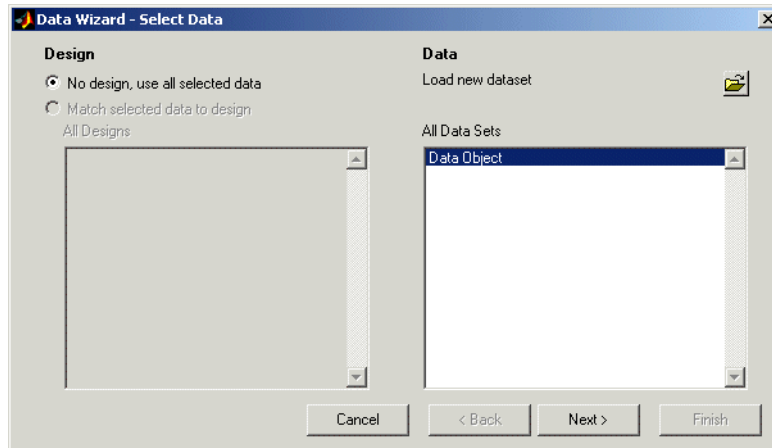 Data Wizard - Select Data
Design
No design, use all selected data
Match selected data to design
All Designs
Data
Load new dataset
All Data Sets
Data Object
Cancel
< Back
Next >
Finish